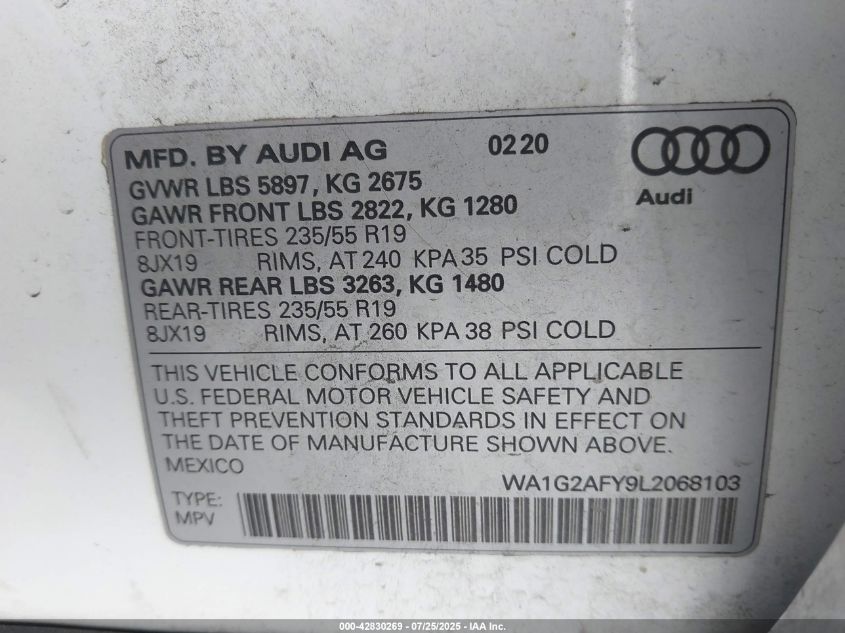 MFD. BY AUDI AG 0220
Audi
GVWR LBS 5897, KG 2675
GAWR FRONT LBS 2822, KG 1280
FRONT-TIRES 235/55 R19
8JX19 RIMS, AT 240 KPA 35 PSI COLD
GAWR REAR LBS 3263, KG 1480
REAR-TIRES 235/55 R19
8JX19 RIMS, AT 260 KPA 38 PSI COLD
THIS VEHICLE CONFORMS TO ALL APPLICABLE
U.S. FEDERAL MOTOR VEHICLE SAFETY AND
THEFT PREVENTION STANDARDS IN EFFECT ON
THE DATE OF MANUFACTURE SHOWN ABOVE.
MEXICO
WA1G2AFY9L2068103
TYPE:
MPV
000-42830269 - 07/25/2025 - IAA Inc.